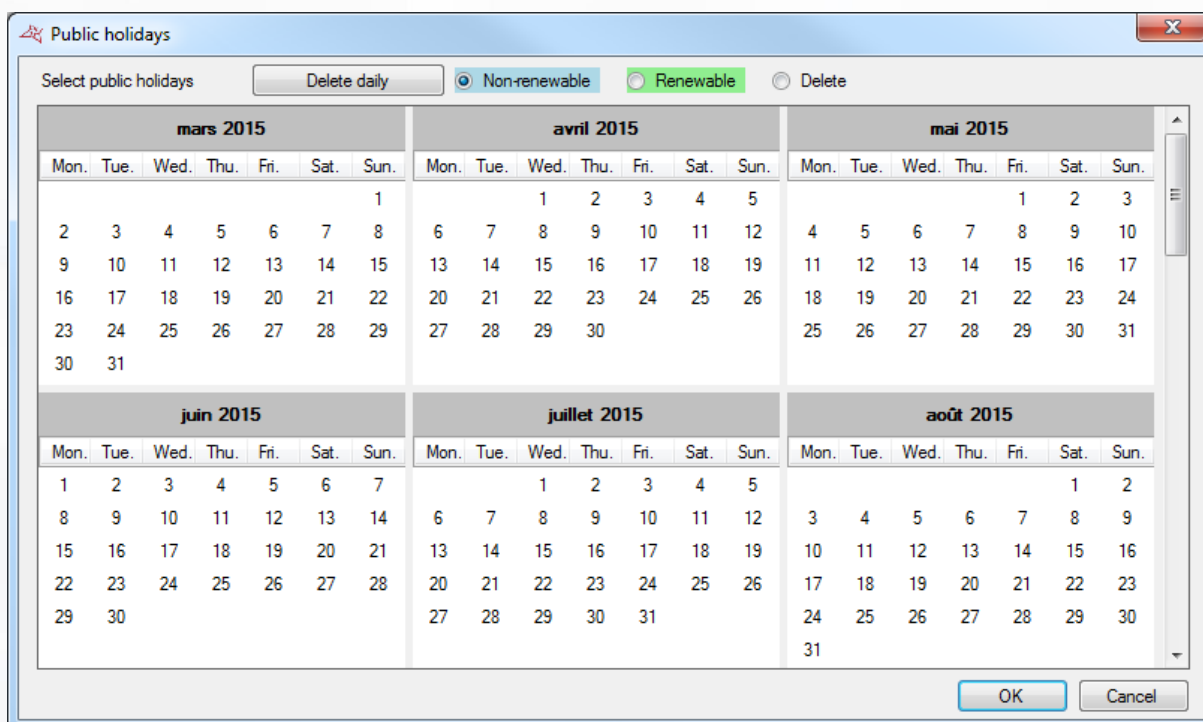 Public holidays
Select public holidays Delete daily Non-renewable Renewable Delete
mars 2015
Mon. Tue. Wed. Thu. Fri. Sat. Sun.
1
2 3 4 5 6 7 8
9 10 11 12 13 14 15
16 17 18 19 20 21 22
23 24 25 26 27 28 29
30 31
avril 2015
Mon. Tue. Wed. Thu. Fri. Sat. Sun.
1 2 3 4 5
6 7 8 9 10 11 12
13 14 15 16 17 18 19
20 21 22 23 24 25 26
27 28 29 30
mai 2015
Mon. Tue. Wed. Thu. Fri. Sat. Sun.
1 2 3
4 5 6 7 8 9 10
11 12 13 14 15 16 17
18 19 20 21 22 23 24
25 26 27 28 29 30 31
juin 2015
Mon. Tue. Wed. Thu. Fri. Sat. Sun.
1 2 3 4 5 6 7
8 9 10 11 12 13 14
15 16 17 18 19 20 21
22 23 24 25 26 27 28
29 30
juillet 2015
Mon. Tue. Wed. Thu. Fri. Sat. Sun.
1 2 3 4 5
6 7 8 9 10 11 12
13 14 15 16 17 18 19
20 21 22 23 24 25 26
27 28 29 30 31
août 2015
Mon. Tue. Wed. Thu. Fri. Sat. Sun.
1 2
3 4 5 6 7 8 9
10 11 12 13 14 15 16
17 18 19 20 21 22 23
24 25 26 27 28 29 30
31
OK Cancel